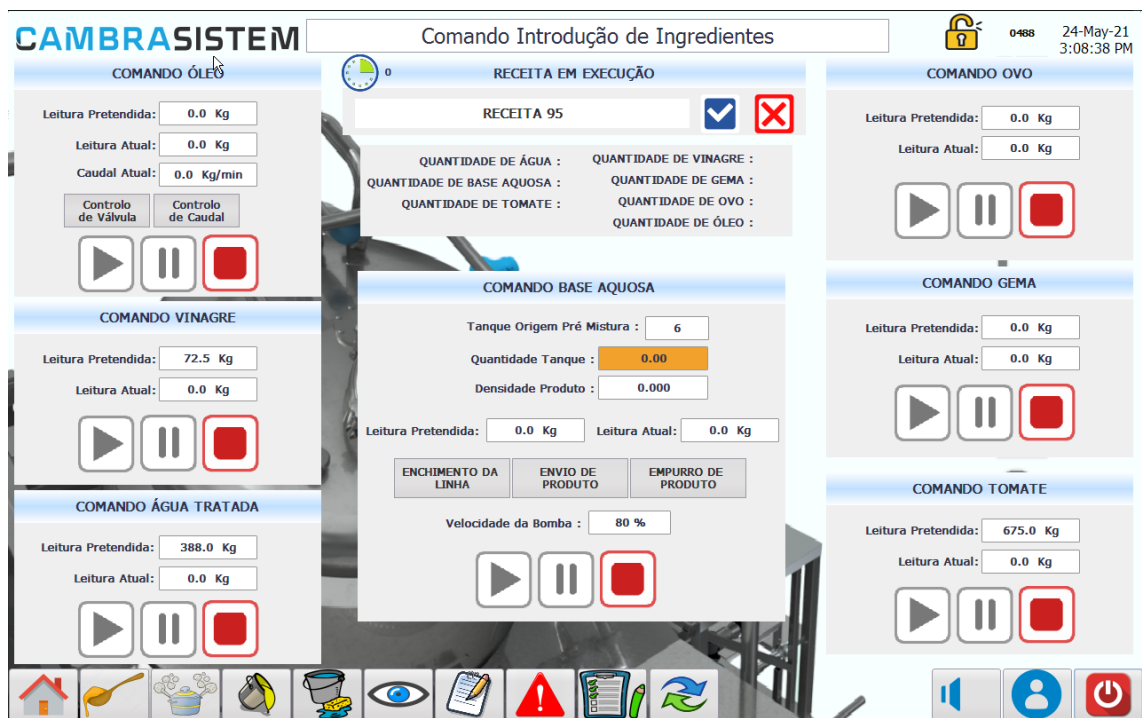 CAMBRASISTEM
Comando Introdução de Ingredientes
0488
24-May-21
3:08:38 PM
COMANDO ÓLEO
Leitura Pretendida: 0.0 Kg
Leitura Atual: 0.0 Kg
Caudal Atual: 0.0 Kg/min
Controlo de Válvula
Controlo de Caudal
COMANDO VINAGRE
Leitura Pretendida: 72.5 Kg
Leitura Atual: 0.0 Kg
COMANDO ÁGUA TRATADA
Leitura Pretendida: 388.0 Kg
Leitura Atual: 0.0 Kg
0
RECEITA EM EXECUÇÃO
RECEITA 95
QUANTIDADE DE ÁGUA :
QUANTIDADE DE BASE AQUOSA :
QUANTIDADE DE TOMATE :
QUANTIDADE DE VINAGRE :
QUANTIDADE DE GEMA :
QUANTIDADE DE OVO :
QUANTIDADE DE ÓLEO :
COMANDO BASE AQUOSA
Tanque Origem Pré Mistura : 6
Quantidade Tanque : 0.00
Densidade Produto : 0.000
Leitura Pretendida: 0.0 Kg Leitura Atual: 0.0 Kg
ENCHIMENTO DA LINHA
ENVIO DE PRODUTO
EMPURRO DE PRODUTO
Velocidade da Bomba : 80 %
COMANDO OVO
Leitura Pretendida: 0.0 Kg
Leitura Atual: 0.0 Kg
COMANDO GEMA
Leitura Pretendida: 0.0 Kg
Leitura Atual: 0.0 Kg
COMANDO TOMATE
Leitura Pretendida: 675.0 Kg
Leitura Atual: 0.0 Kg